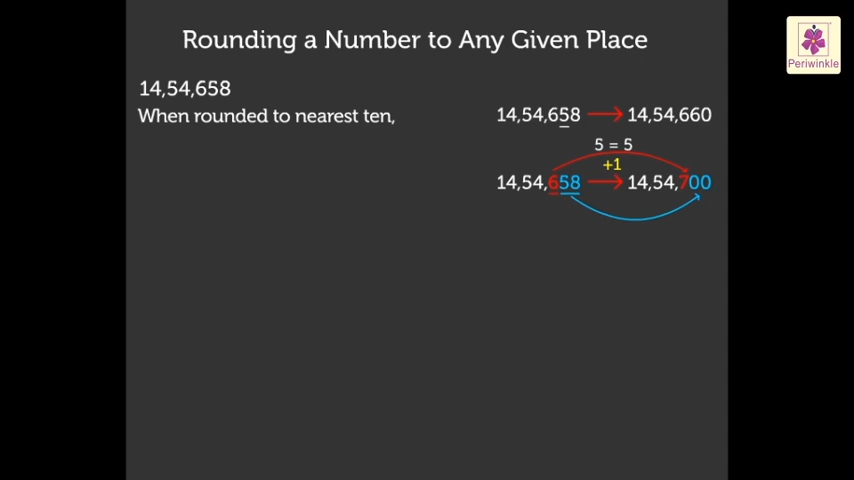 Rounding a Number to Any Given Place
Periwinkle
14,54,658
When rounded to nearest ten,
14,54,658 → 14,54,660
5 = 5
+1
14,54,658 → 14,54,700